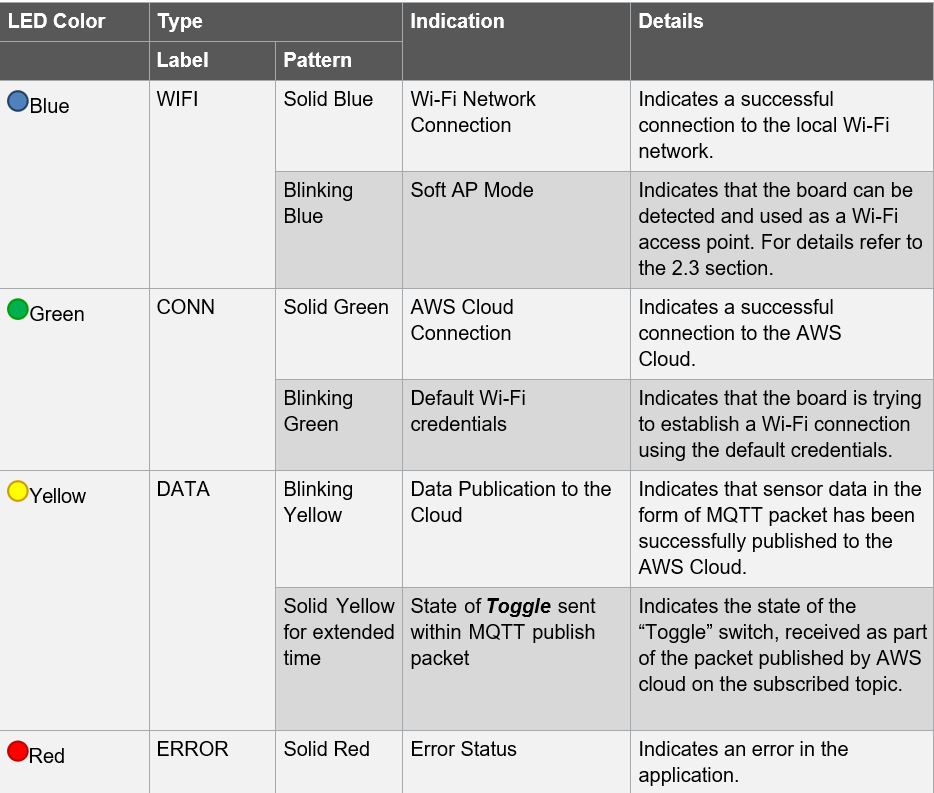 LED Color Type Indication Details
Label Pattern
Blue WIFI Solid Blue Wi-Fi Network
Connection
Indicates a successful
connection to the local Wi-Fi
network.
Blinking
Blue
Soft AP Mode
Indicates that the board can be
detected and used as a Wi-Fi
access point. For details refer to
the 2.3 section.
Green CONN Solid Green AWS Cloud
Connection
Indicates a successful
connection to the AWS
Cloud.
Blinking
Green
Default Wi-Fi
credentials
Indicates that the board is trying
to establish a Wi-Fi connection
using the default credentials.
Yellow DATA Blinking
Yellow
Data Publication to the
Cloud
Indicates that sensor data in the
form of MQTT packet has been
successfully published to the
AWS Cloud.
Solid Yellow
for extended
time
State of Toggle sent
within MQTT publish
packet
Indicates the state of the
“Toggle” switch, received as part
of the packet published by AWS
cloud on the subscribed topic.
Red ERROR Solid Red Error Status
Indicates an error in the
application.